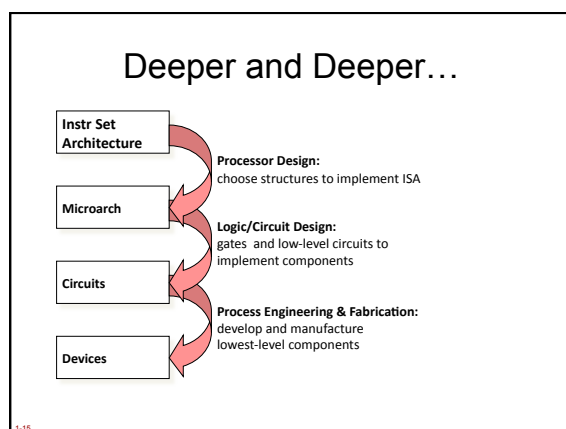 Deeper and Deeper…
Instr Set
Architecture
Processor Design:
choose structures to implement ISA
Microarch
Logic/Circuit Design:
gates and low-level circuits to
implement components
Circuits
Process Engineering & Fabrication:
develop and manufacture
lowest-level components
Devices
1-15